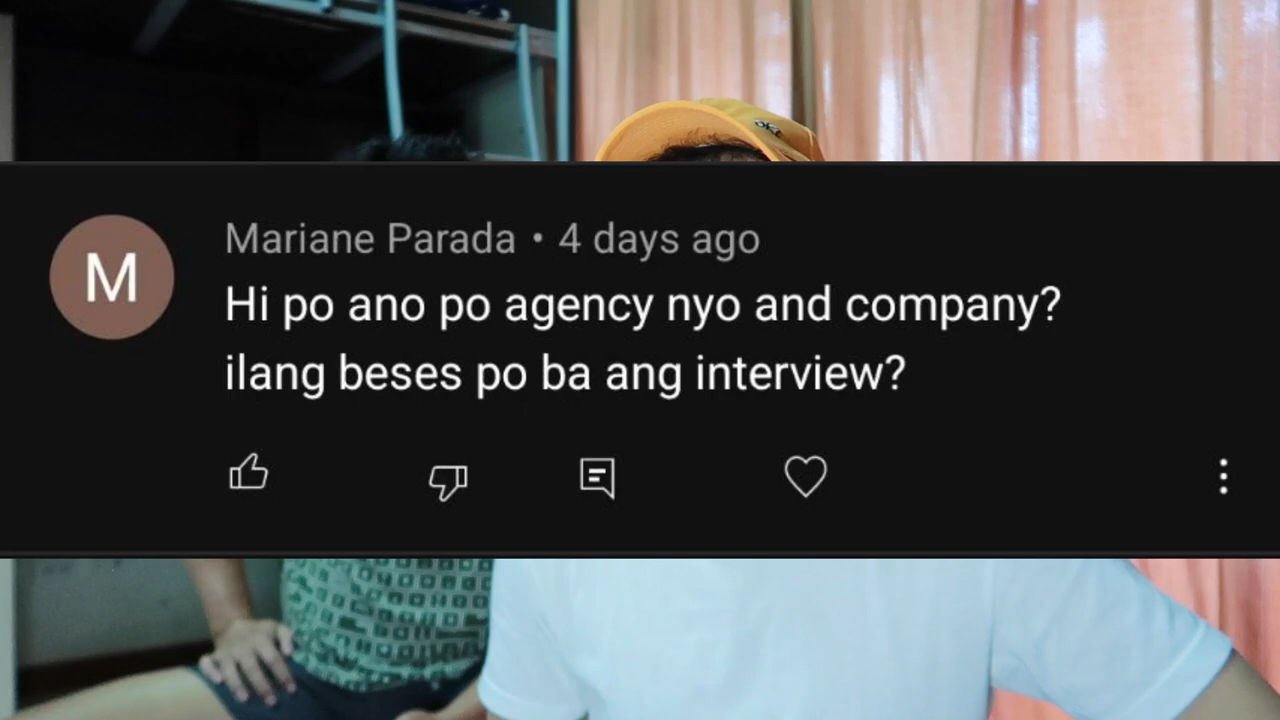 M
Mariane Parada • 4 days ago
Hi po ano po agency nyo and company?
ilang beses po ba ang interview?